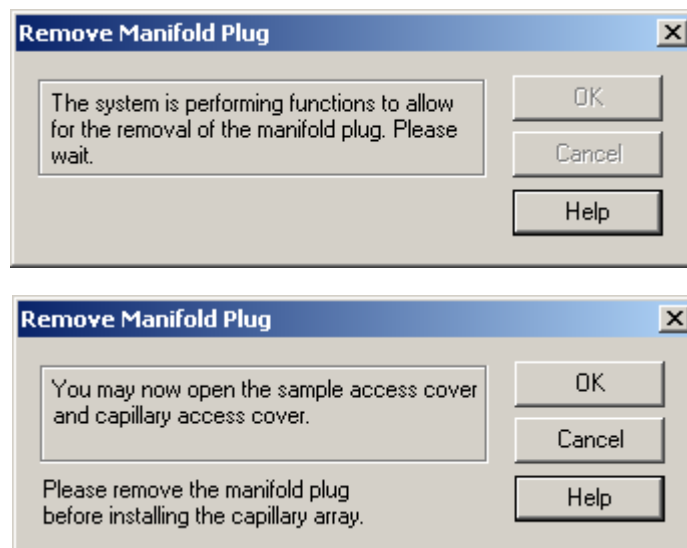 Remove Manifold Plug
The system is performing functions to allow
for the removal of the manifold plug. Please
wait.
OK
Cancel
Help
Remove Manifold Plug
You may now open the sample access cover
and capillary access cover.
Please remove the manifold plug
before installing the capillary array.
OK
Cancel
Help